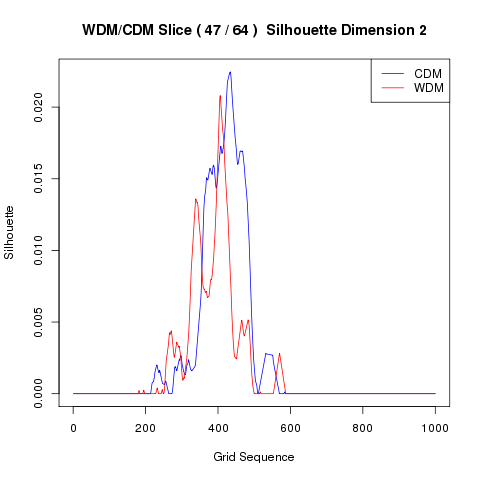 WDM/CDM Slice ( 47 / 64 )  Silhouette Dimension 2
CDM
WDM
Silhouette
0.020
0.015
0.010
0.005
0.000
0
200
400
600
800
1000
Grid Sequence